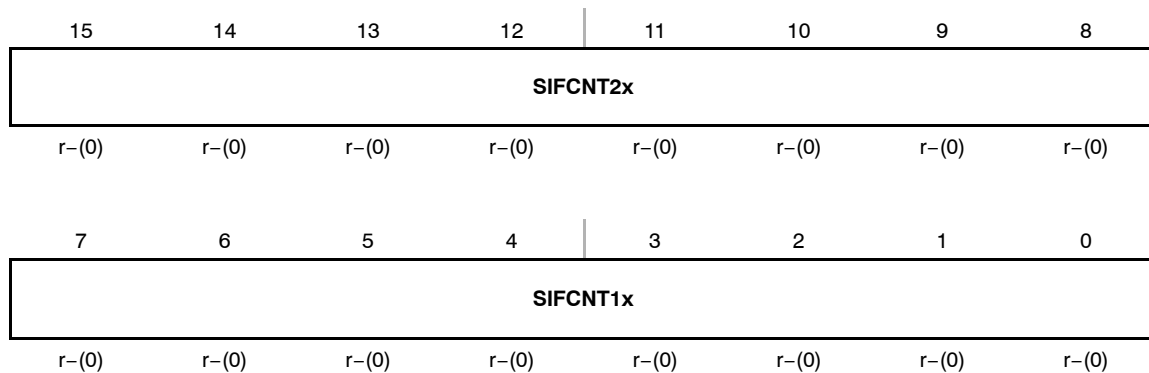 15 14 13 12 11 10 9 8
SIFCNT2x
r−(0) r−(0) r−(0) r−(0) r−(0) r−(0) r−(0) r−(0)
7 6 5 4 3 2 1 0
SIFCNT1x
r−(0) r−(0) r−(0) r−(0) r−(0) r−(0) r−(0) r−(0)